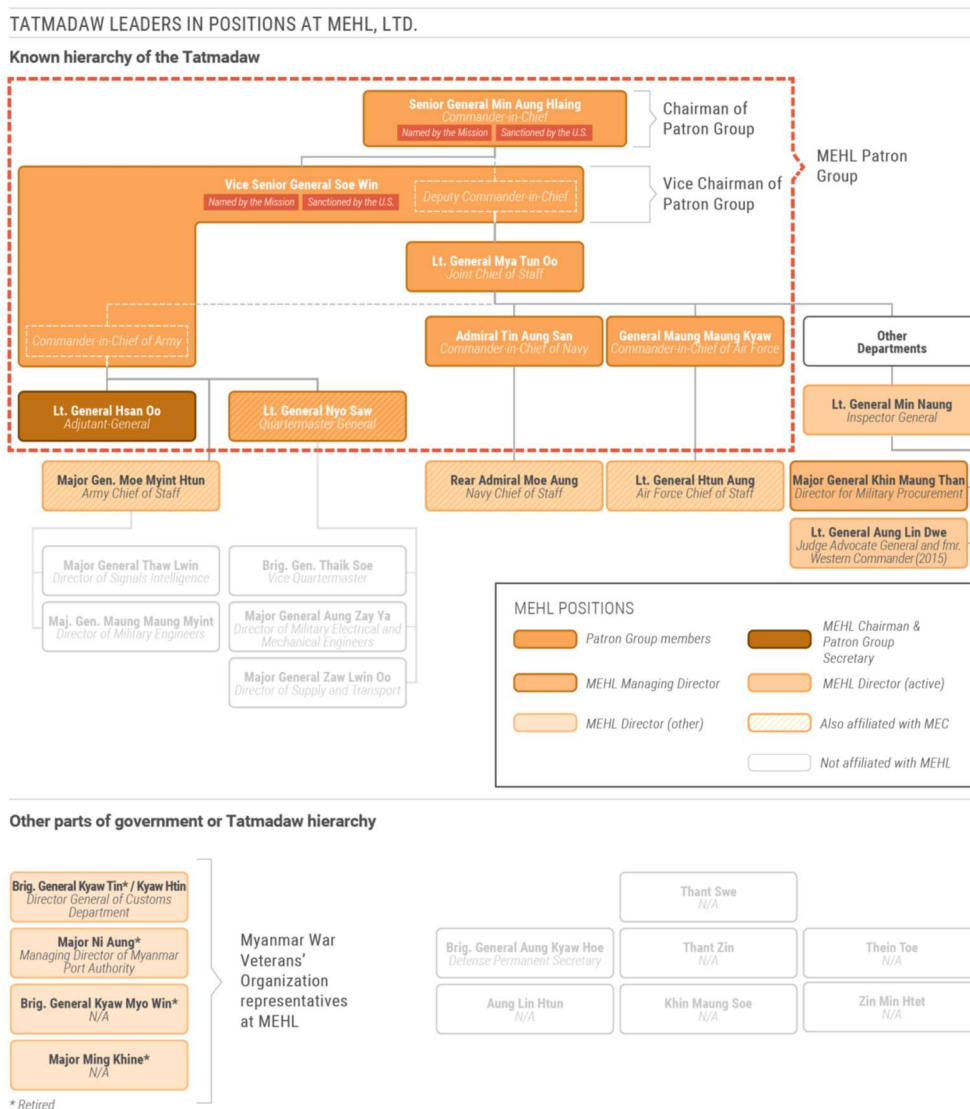 TATMADAW LEADERS IN POSITIONS AT MEHL, LTD.
Known hierarchy of the Tatmadaw
Senior General Min Aung Hlaing
Commander-in-Chief
Named by the Mission
Sanctioned by the U.S.
Chairman of
Patron Group
MEHL Patron
Group
Vice Senior General Soe Win
Named by the Mission
Sanctioned by the U.S.
Deputy Commander-in-Chief
Vice Chairman of
Patron Group
Lt. General Mya Tun Oo
Joint Chief of Staff
Commander-in-Chief of Army
Admiral Tin Aung San
Commander-in-Chief of Navy
General Maung Maung Kyaw
Commander-in-Chief of Air Force
Other
Departments
Lt. General Hsan Oo
Adjutant-General
Lt. General Nyo Saw
Quartermaster General
Lt. General Min Naung
Inspector General
Major Gen. Moe Myint Htun
Army Chief of Staff
Rear Admiral Moe Aung
Navy Chief of Staff
Lt. General Htun Aung
Air Force Chief of Staff
Major General Khin Maung Than
Director for Military Procurement
Lt. General Aung Lin Dwe
Judge Advocate General and fmr.
Western Commander (2015)
Major General Thaw Lwin
Director of Signals Intelligence
Brig. Gen. Thaik Soe
Vice Quartermaster
Maj. Gen. Maung Maung Myint
Director of Military Engineers
Major General Aung Zay Ya
Director of Military Electrical and
Mechanical Engineers
Major General Zaw Lwin Oo
Director of Supply and Transport
MEHL POSITIONS
Patron Group members
MEHL Chairman &
Patron Group
Secretary
MEHL Managing Director
MEHL Director (active)
MEHL Director (other)
Also affiliated with MEC
Not affiliated with MEHL
Other parts of government or Tatmadaw hierarchy
Brig. General Kyaw Tin* / Kyaw Htin
Director General of Customs
Department
Major Ni Aung*
Managing Director of Myanmar
Port Authority
Brig. General Kyaw Myo Win*
N/A
Major Ming Khine*
N/A
* Retired
Myanmar War
Veterans'
Organization
representatives
at MEHL
Thant Swe
N/A
Brig. General Aung Kyaw Hoe
Defense Permanent Secretary
Thant Zin
N/A
Thein Toe
N/A
Aung Lin Htun
N/A
Khin Maung Soe
N/A
Zin Min Htet
N/A